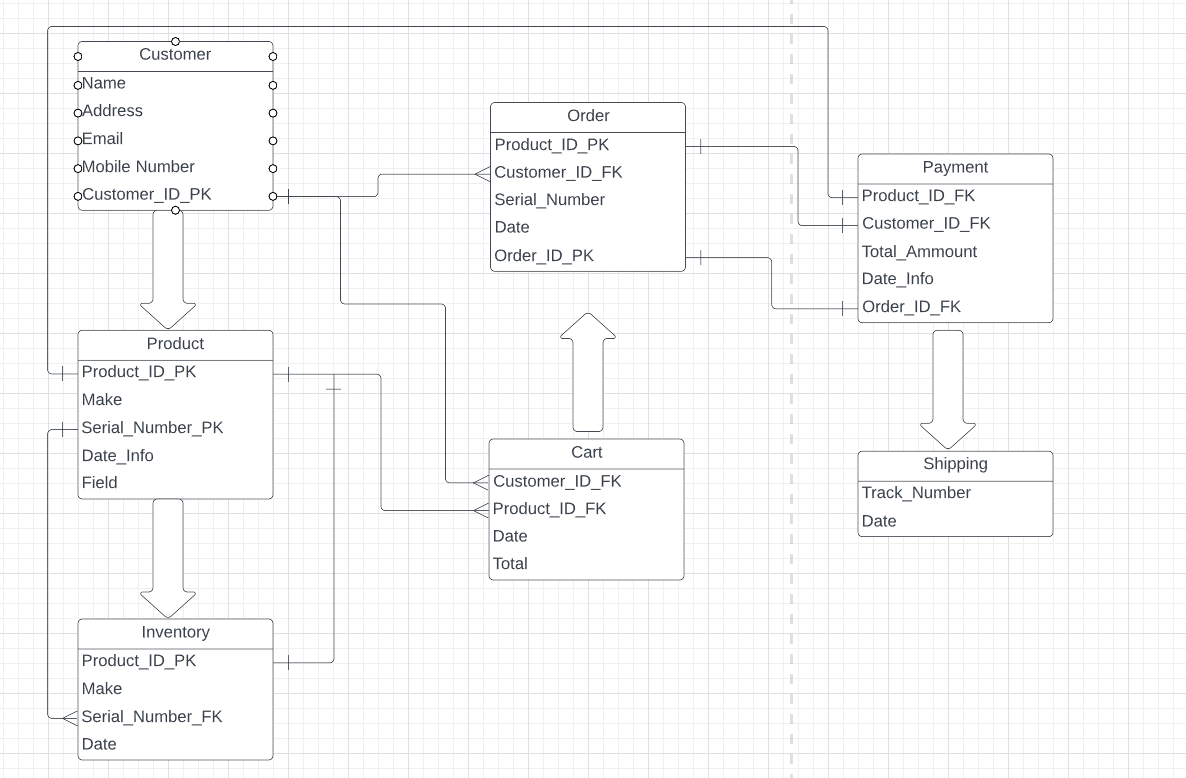 Customer
Name
Address
Email
Mobile Number
Customer_ID_PK
Order
Product_ID_PK
Customer_ID_FK
Serial_Number
Date
Order_ID_PK
Payment
Product_ID_FK
Customer_ID_FK
Total_Ammount
Date_Info
Order_ID_FK
Product
Product_ID_PK
Make
Serial_Number_PK
Date_Info
Field
Cart
Customer_ID_FK
Product_ID_FK
Date
Total
Shipping
Track_Number
Date
Inventory
Product_ID_PK
Make
Serial_Number_FK
Date